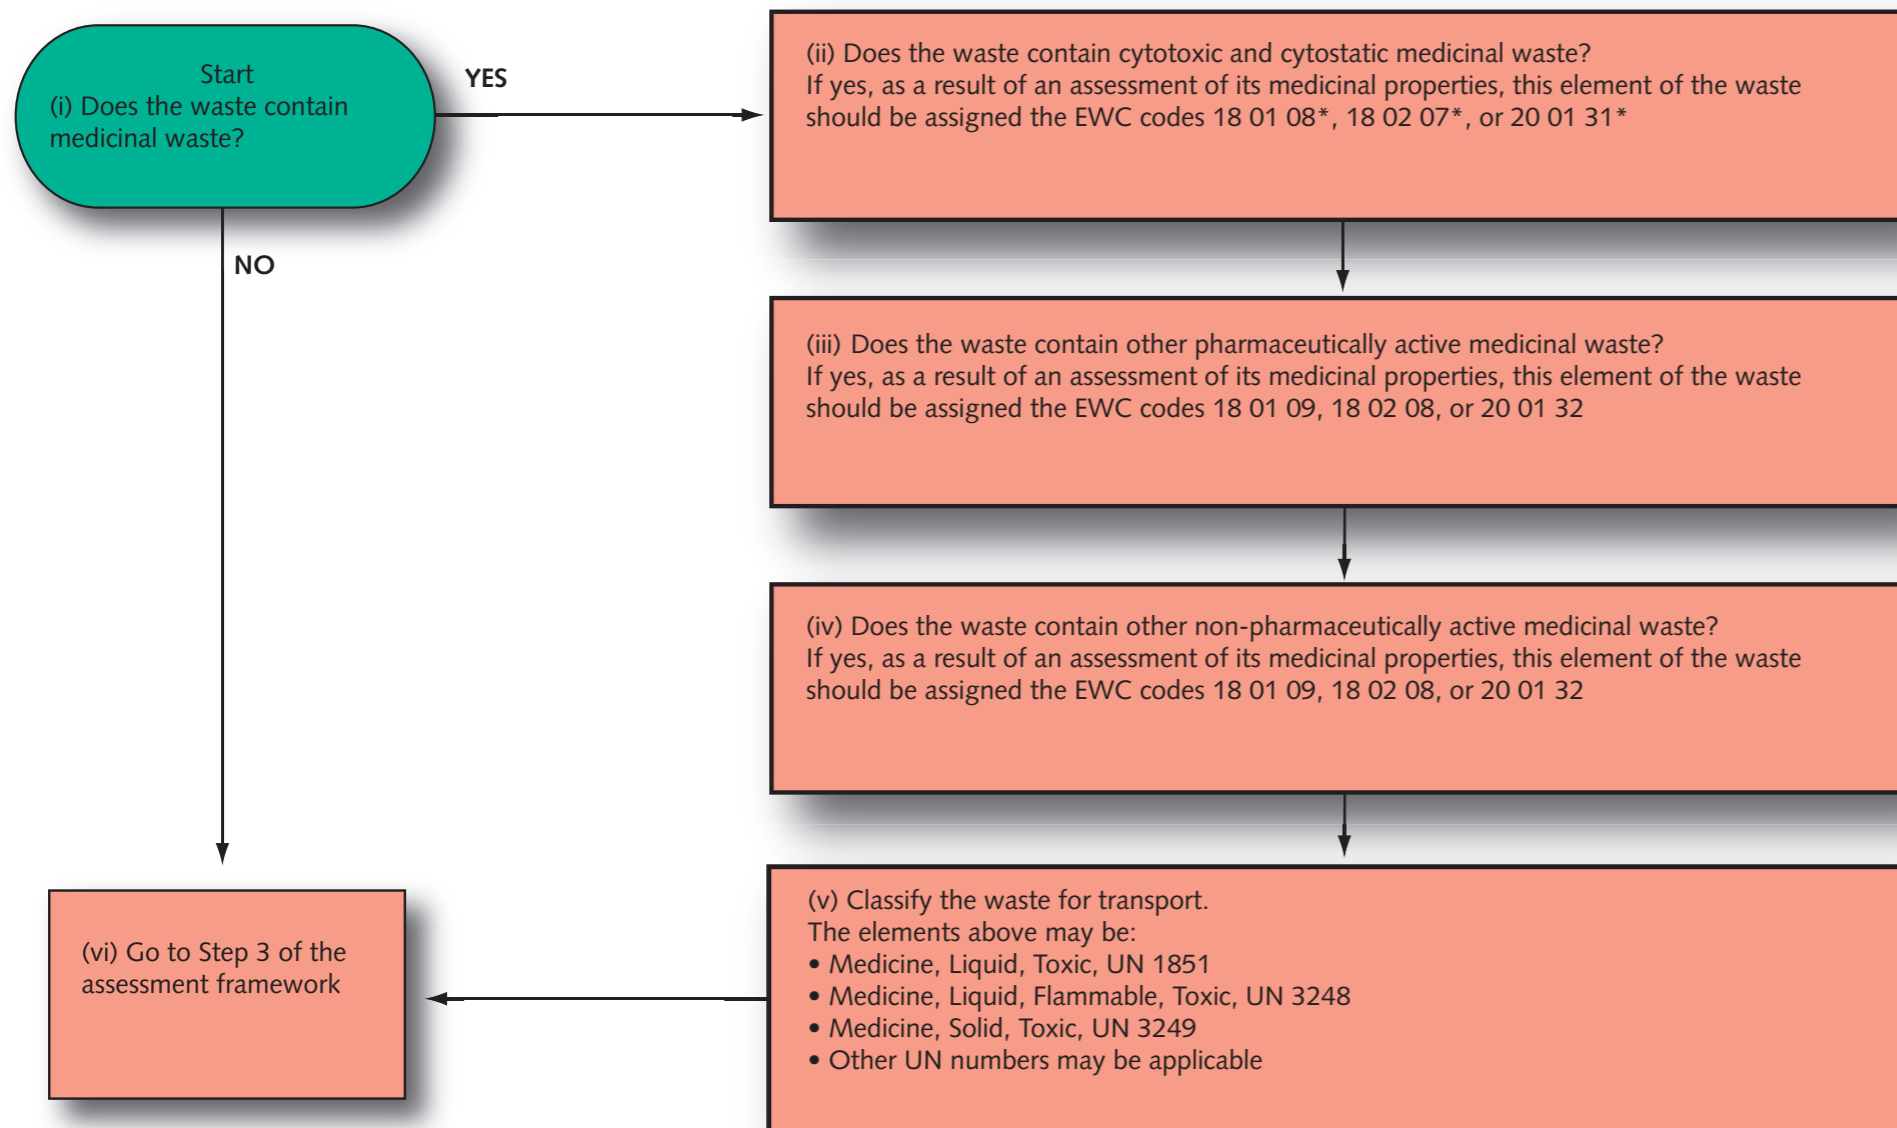 Start
(i) Does the waste contain
medicinal waste?
YES
(ii) Does the waste contain cytotoxic and cytostatic medicinal waste?
If yes, as a result of an assessment of its medicinal properties, this element of the waste
should be assigned the EWC codes 18 01 08*, 18 02 07*, or 20 01 31*
NO
(iii) Does the waste contain other pharmaceutically active medicinal waste?
If yes, as a result of an assessment of its medicinal properties, this element of the waste
should be assigned the EWC codes 18 01 09, 18 02 08, or 20 01 32
(iv) Does the waste contain other non-pharmaceutically active medicinal waste?
If yes, as a result of an assessment of its medicinal properties, this element of the waste
should be assigned the EWC codes 18 01 09, 18 02 08, or 20 01 32
(v) Classify the waste for transport.
The elements above may be:
• Medicine, Liquid, Toxic, UN 1851
• Medicine, Liquid, Flammable, Toxic, UN 3248
• Medicine, Solid, Toxic, UN 3249
• Other UN numbers may be applicable
(vi) Go to Step 3 of the
assessment framework